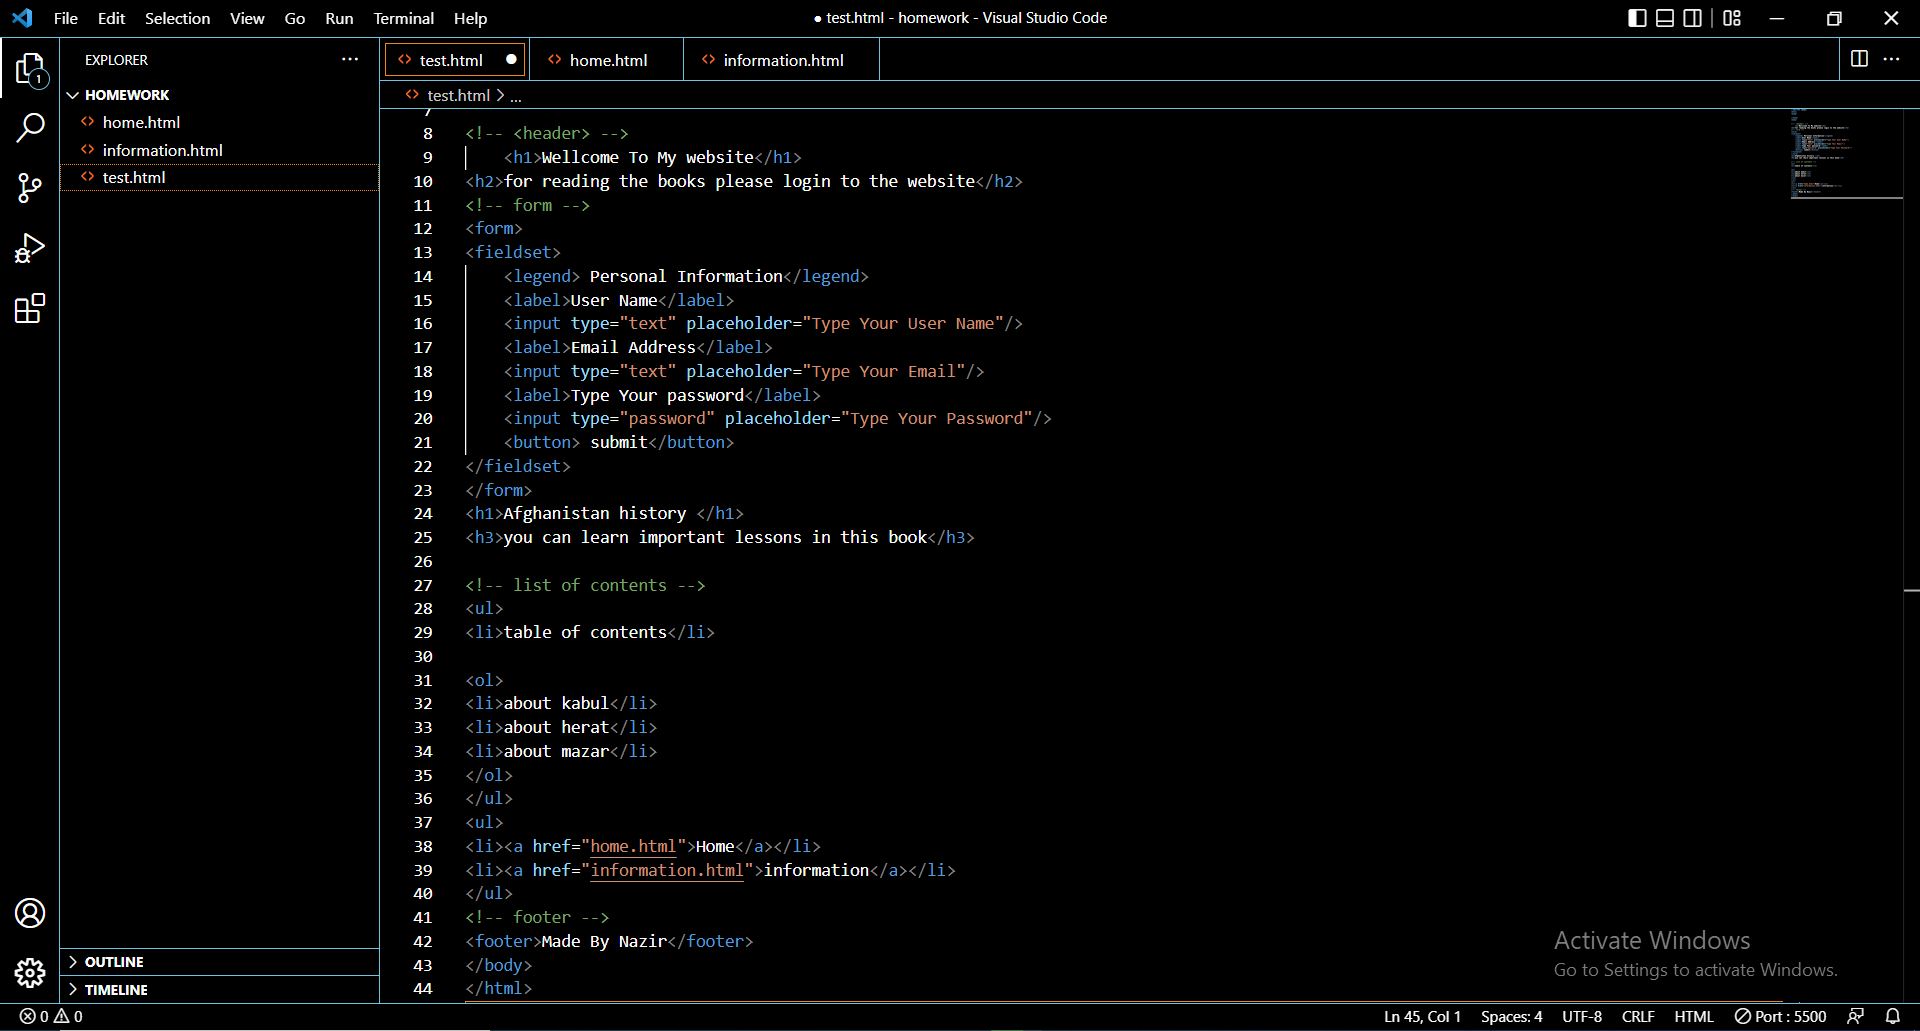 File Edit Selection View Go Run Terminal Help
● test.html - homework - Visual Studio Code
EXPLORER
HOMEWORK
home.html
information.html
test.html
OUTLINE
TIMELINE
1
test.html
home.html
information.html
test.html > ...
7
8 <!-- <header> -->
9 <h1>Wellcome To My website</h1>
10 <h2>for reading the books please login to the website</h2>
11 <!-- form -->
12 <form>
13 <fieldset>
14 <legend> Personal Information</legend>
15 <label>User Name</label>
16 <input type="text" placeholder="Type Your User Name"/>
17 <label>Email Address</label>
18 <input type="text" placeholder="Type Your Email"/>
19 <label>Type Your password</label>
20 <input type="password" placeholder="Type Your Password"/>
21 <button> submit</button>
22 </fieldset>
23 </form>
24 <h1>Afghanistan history </h1>
25 <h3>you can learn important lessons in this book</h3>
26
27 <!-- list of contents -->
28 <ul>
29 <li>table of contents</li>
30
31 <ol>
32 <li>about kabul</li>
33 <li>about herat</li>
34 <li>about mazar</li>
35 </ol>
36 </ul>
37 <ul>
38 <li><a href="home.html">Home</a></li>
39 <li><a href="information.html">information</a></li>
40 </ul>
41 <!-- footer -->
42 <footer>Made By Nazir</footer>
43 </body>
44 </html>
Activate Windows
Go to Settings to activate Windows.
0 0
Ln 45, Col 1 Spaces: 4 UTF-8 CRLF HTML Port : 5500